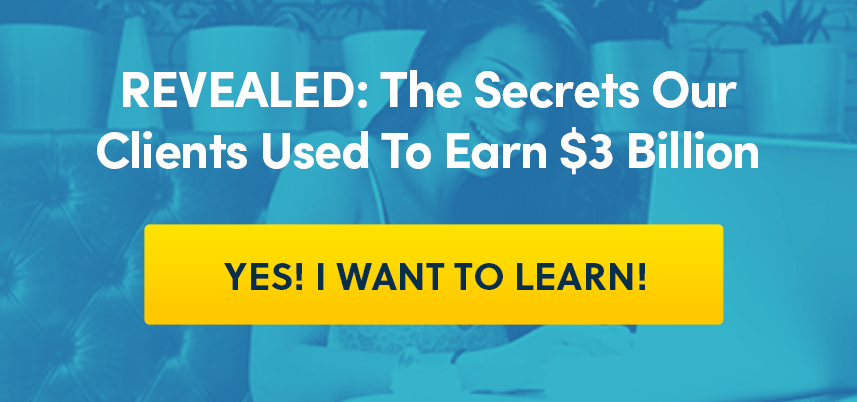 REVEALED: The Secrets Our
Clients Used To Earn $3 Billion
YES! I WANT TO LEARN!